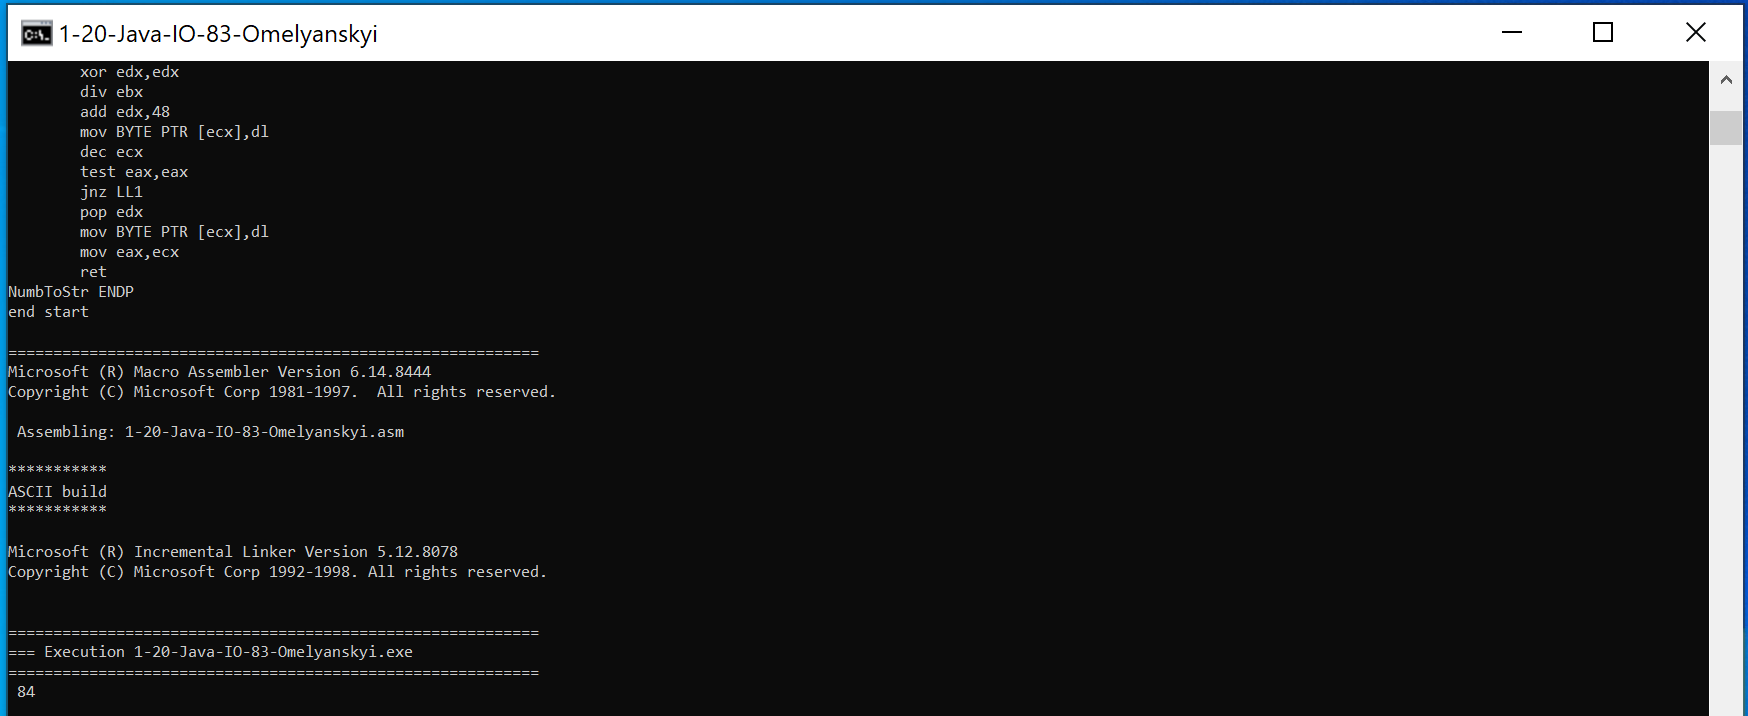 1-20-Java-IO-83-Omelyanskyi
xor edx,edx
div ebx
add edx,48
mov BYTE PTR [ecx],dl
dec ecx
test eax,eax
jnz LL1
pop edx
mov BYTE PTR [ecx],dl
mov eax,ecx
ret
NumbToStr ENDP
end start
===========================================================
Microsoft (R) Macro Assembler Version 6.14.8444
Copyright (C) Microsoft Corp 1981-1997.  All rights reserved.
Assembling: 1-20-Java-IO-83-Omelyanskyi.asm
***********
ASCII build
***********
Microsoft (R) Incremental Linker Version 5.12.8078
Copyright (C) Microsoft Corp 1992-1998. All rights reserved.
===========================================================
=== Execution 1-20-Java-IO-83-Omelyanskyi.exe
===========================================================
84